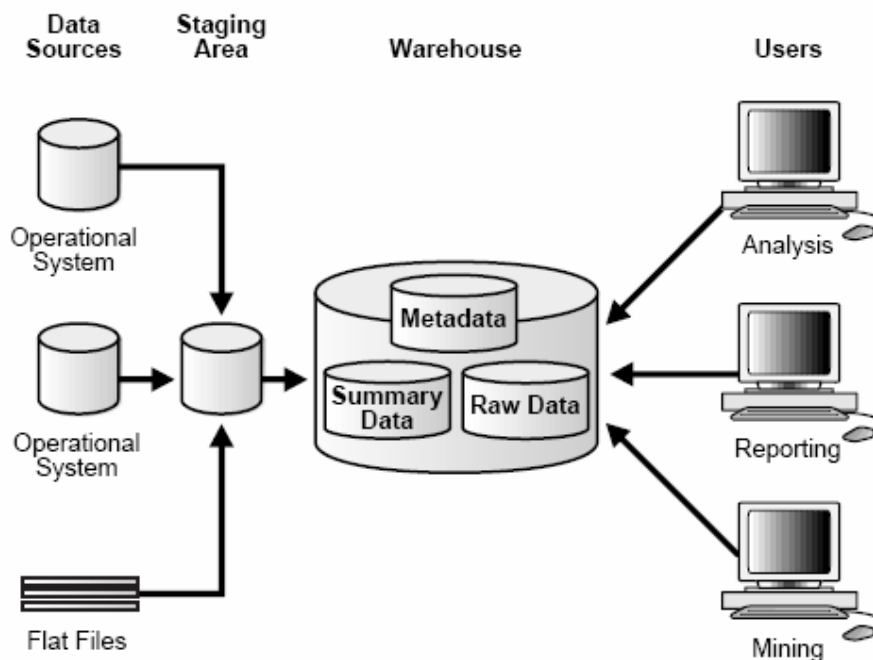 Data
Sources
Staging
Area
Warehouse
Users
Operational
System
Analysis
Metadata
Summary
Data
Raw Data
Operational
System
Reporting
Flat Files
Mining